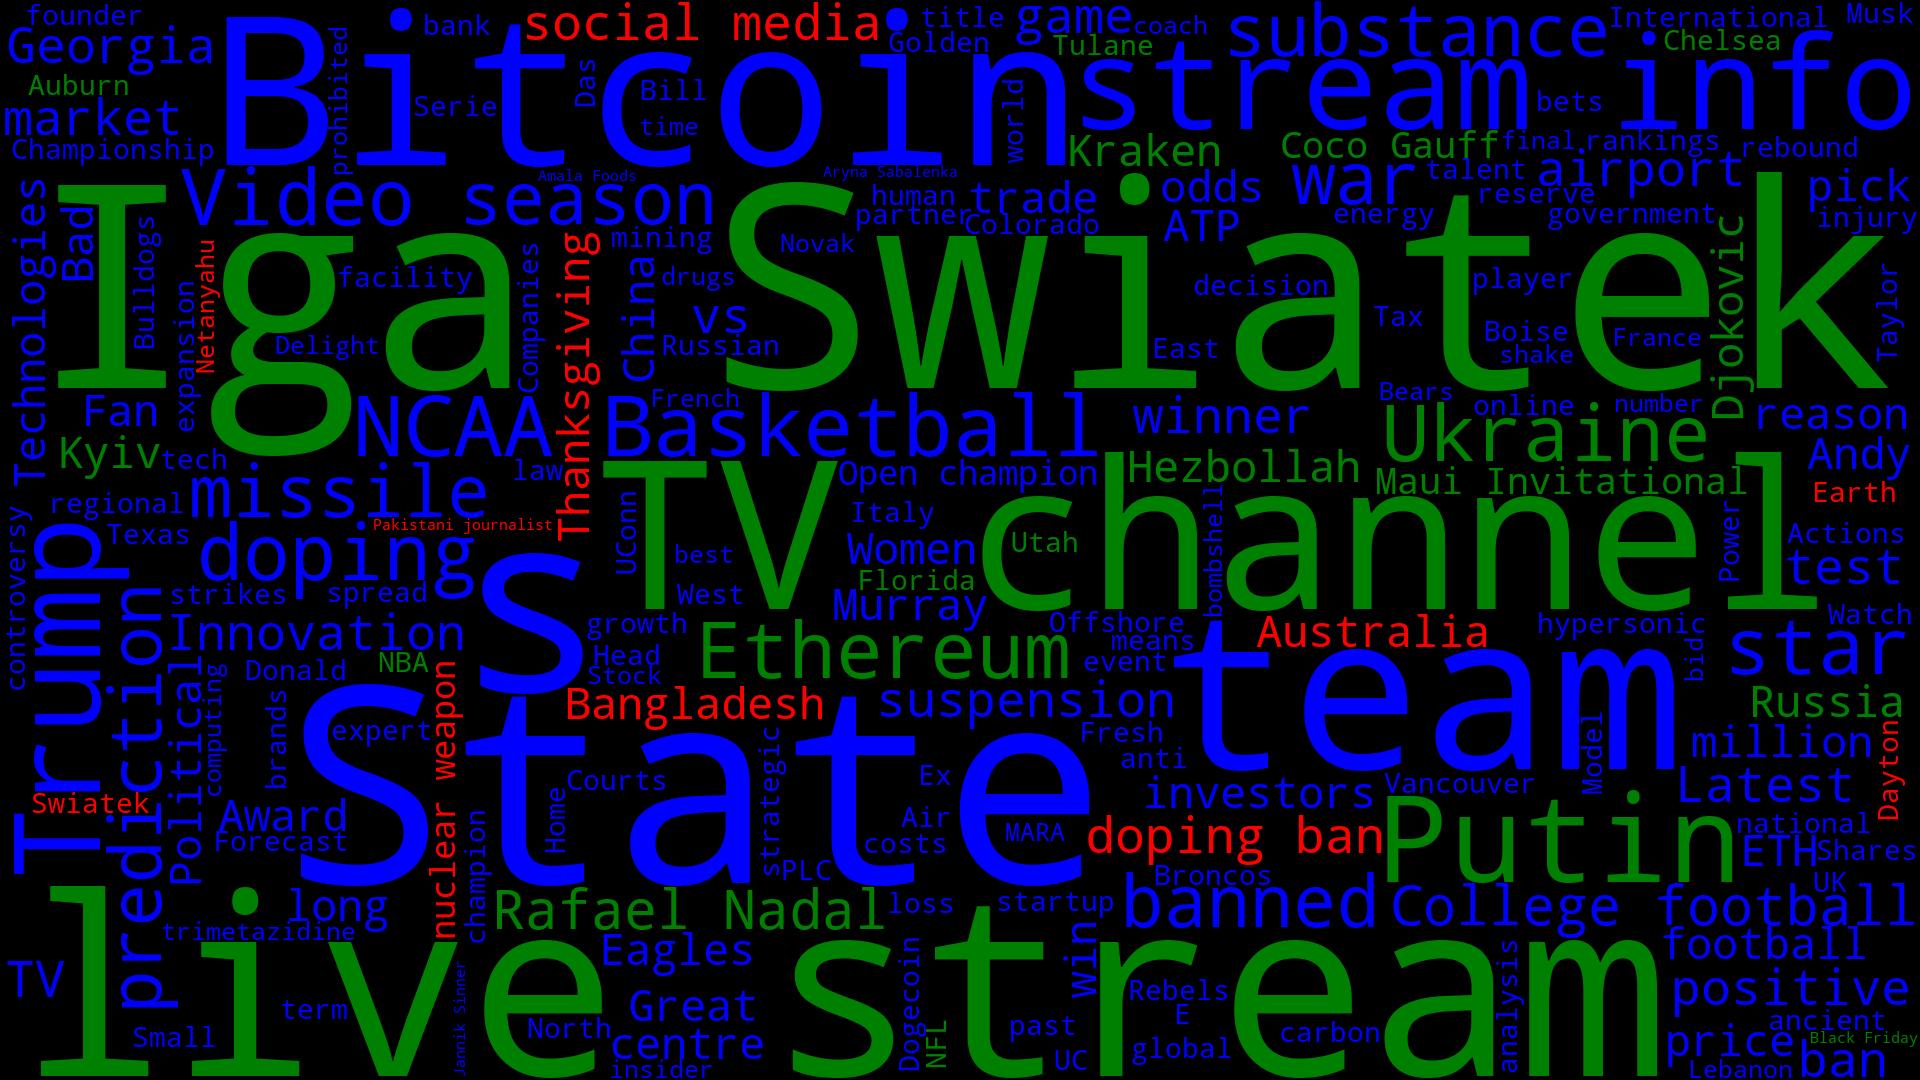 founder
bank
social media
title
game
coach
substance
International
Musk
Georgia
Bitcoin
Golden
Tulane
Chelsea
Auburn
prohibited
Serie
Das
Bill
time
world
stream info
bets
market
Championship
Kraken
Coco Gauff
final
rankings
rebound
Technologies
Bad
Bulldogs
Video
season
Amala Foods
Aryna Sabalenka
human
partner
trade
Colorado
odds
ATP
war
talent
airport
reserve
energy
government
pick
injury
Iga Swiatek
Netanyahu
expansion
facility
Delight
Companies
Thanksgiving
mining
China
drugs
vs
Russian
Novak
decision
East
Tax
player
Boise
shake
France
Djokovic
Taylor
Fan
Kyiv
tech
NCAA
French
Basketball
winner
Bears
online
number
Ukraine
reason
Andy
regional
Texas
missile
law
Open champion
Hezbollah
Maui Invitational
Earth
Pakistani journalist
controversy
doping
strikes
spread
UConn
TV channel
best
West
Italy
Women
Utah
Florida
Murray
bombshell
Power
Actions
test
Watch
Trump
prediction
Innovation
Political
Donald
NBA
s
growth
Head
Stock
Ethereum
Offshore
means
event
Australia
hypersonic
bid
star
computing
brands
expert
nuclear weapon
Bangladesh
suspension
team
Russia
Swiatek
Award
Forecast
State
Courts
Home
strategic
PLC
Ex
Air
costs
MARA
Fresh
anti
investors
Vancouver
Model
million
Latest
Dayton
doping ban
Putin
national
ETH
Shares
UK
long
trimetazidine
champion
Rafael Nadal
loss
startup
Broncos
banned
College football
football
TV
live stream
term
Small
Jannik Sinner
North
Eagles
Great
centre
insider
Dogecoin
NFL
past
UC
Win
Rebels
E
global
carbon
analysis
positive
ancient
price
Black Friday
Lebanon
ban